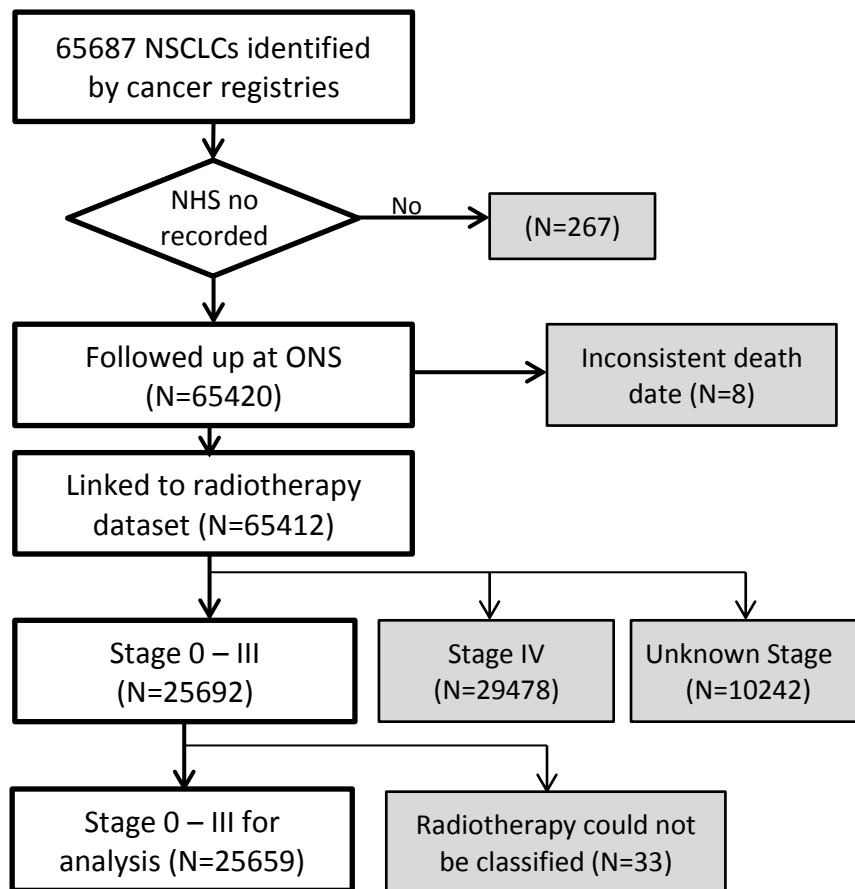 65687 NSCLCs identified
by cancer registries
NHS no
recorded
No
(N=267)
Followed up at ONS
(N=65420)
Inconsistent death
date (N=8)
Linked to radiotherapy
dataset (N=65412)
Stage 0 – III
(N=25692)
Stage IV
(N=29478)
Unknown Stage
(N=10242)
Stage 0 – III for
analysis (N=25659)
Radiotherapy could not
be classified (N=33)